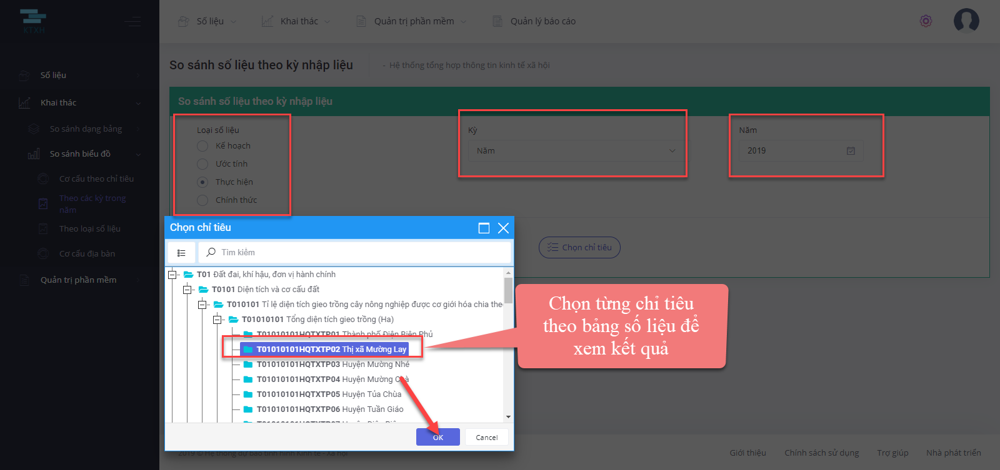 KTXH
Số liệu
Khai thác
Quản trị phần mềm
Quản lý báo cáo
So sánh số liệu theo kỳ nhập liệu
- Hệ thống tổng hợp thông tin kinh tế xã hội
Số liệu
Khai thác
So sánh dạng bảng
So sánh biểu đồ
Cơ cấu theo chỉ tiêu
Theo các kỳ trong
năm
Theo loại số liệu
Cơ cấu địa bàn
Quản trị phần mềm
So sánh số liệu theo kỳ nhập liệu
Loại số liệu
Kế hoạch
Ước tính
Thực hiện
Chính thức
Kỳ
Năm
Năm
2019
Chọn chỉ tiêu
Chọn chỉ tiêu
Tìm kiếm
T01 Đất đai, khí hậu, đơn vị hành chính
T0101 Diện tích và cơ cấu đất
T010101 Tỉ lệ diện tích gieo trồng cây nông nghiệp được cơ giới hóa chia the
T01010101 Tổng diện tích gieo trồng (Ha)
T01010101HQTXTP01 Thành phố Điện Biên Phủ
T01010101HQTXTP02 Thị xã Mường Lay
T01010101HQTXTP03 Huyện Mường Nhé
T01010101HQTXTP04 Huyện Mường Chà
T01010101HQTXTP05 Huyện Tủa Chùa
T01010101HQTXTP06 Huyện Tuần Giáo
OK
Cancel
Chọn từng chỉ tiêu
theo bảng số liệu để
xem kết quả
2019 © Hệ thống dự báo tình hình Kinh tế - Xã hội
Giới thiệu
Chính sách sử dụng
Trợ giúp
Nhà phát triển